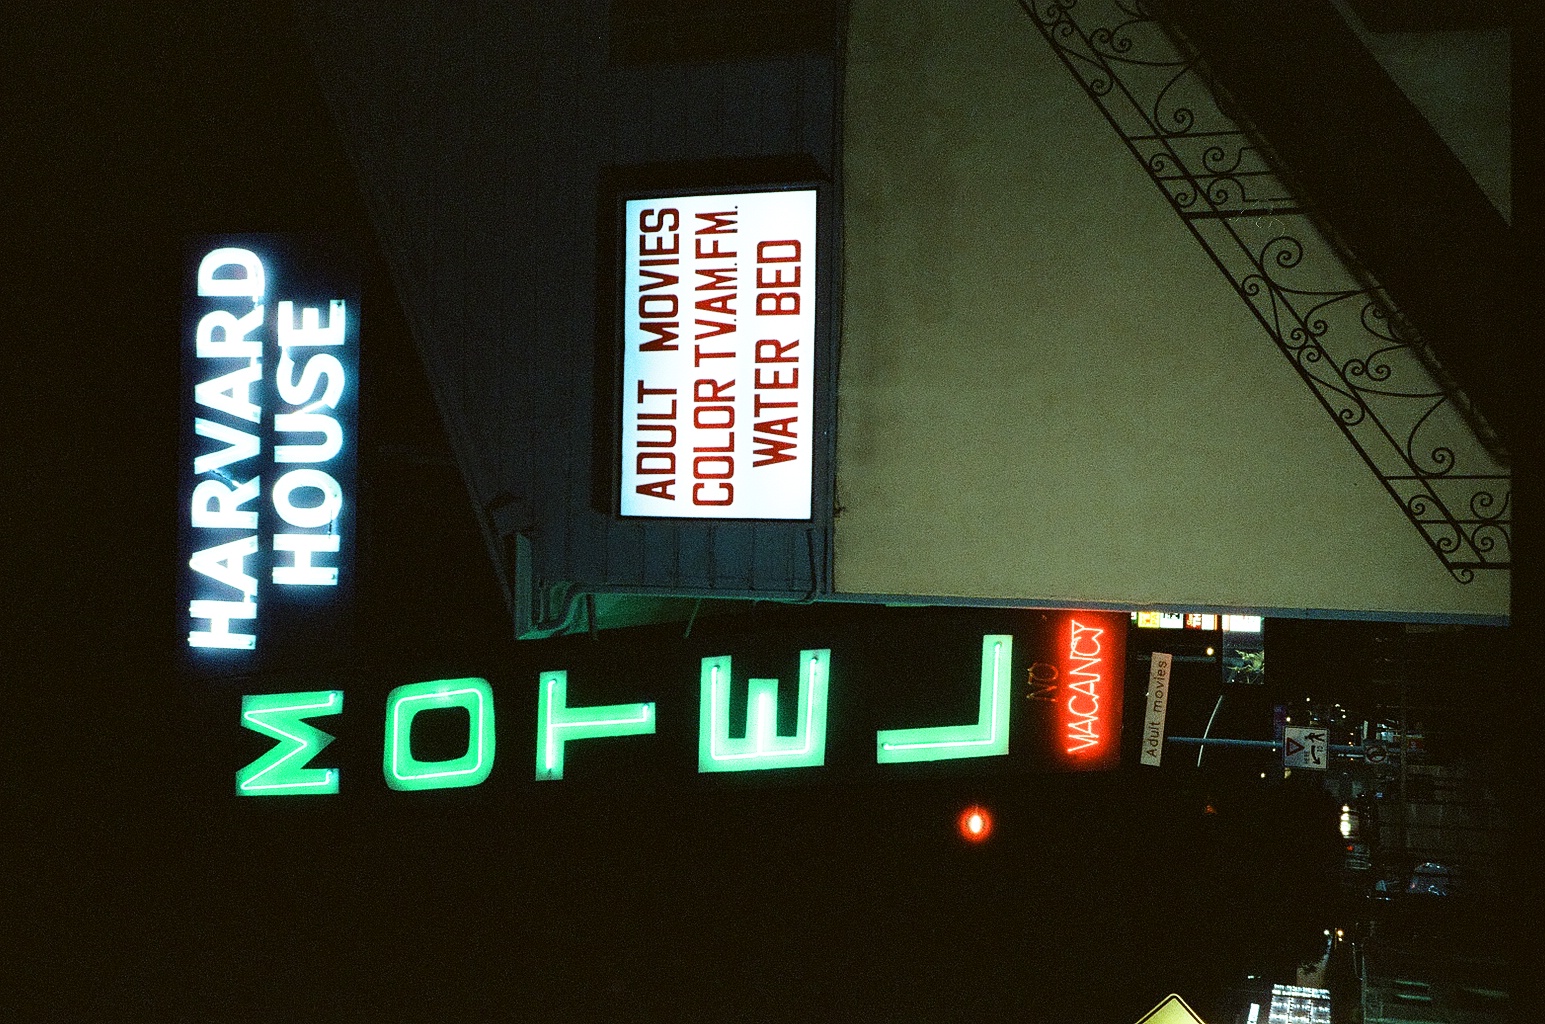 HARVARD
HOUSE
MOTEL
ADULT MOVIES
COLOR TV.AM.FM.
WATER BED
NO
VACANCY
Adult movies